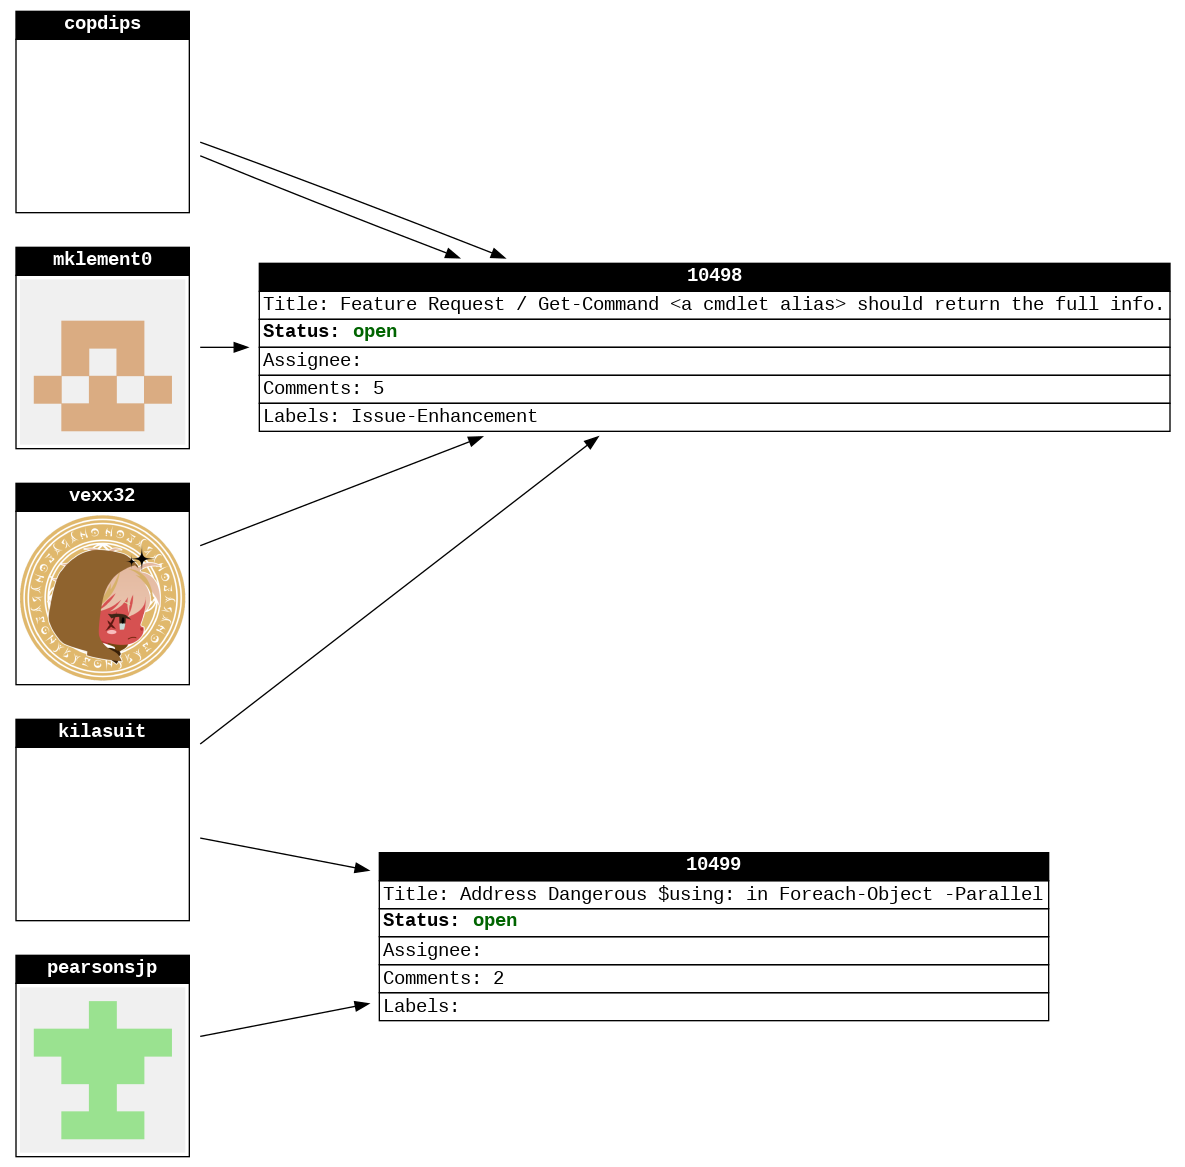 copdips
mklement0
10498
Title: Feature Request / Get-Command <a cmdlet alias> should return the full info.
Status: open
Assignee:
Comments: 5
Labels: Issue-Enhancement
vexx32
kilasuit
10499
Title: Address Dangerous $using: in Foreach-Object -Parallel
Status: open
Assignee:
Comments: 2
Labels:
pearsonsjp